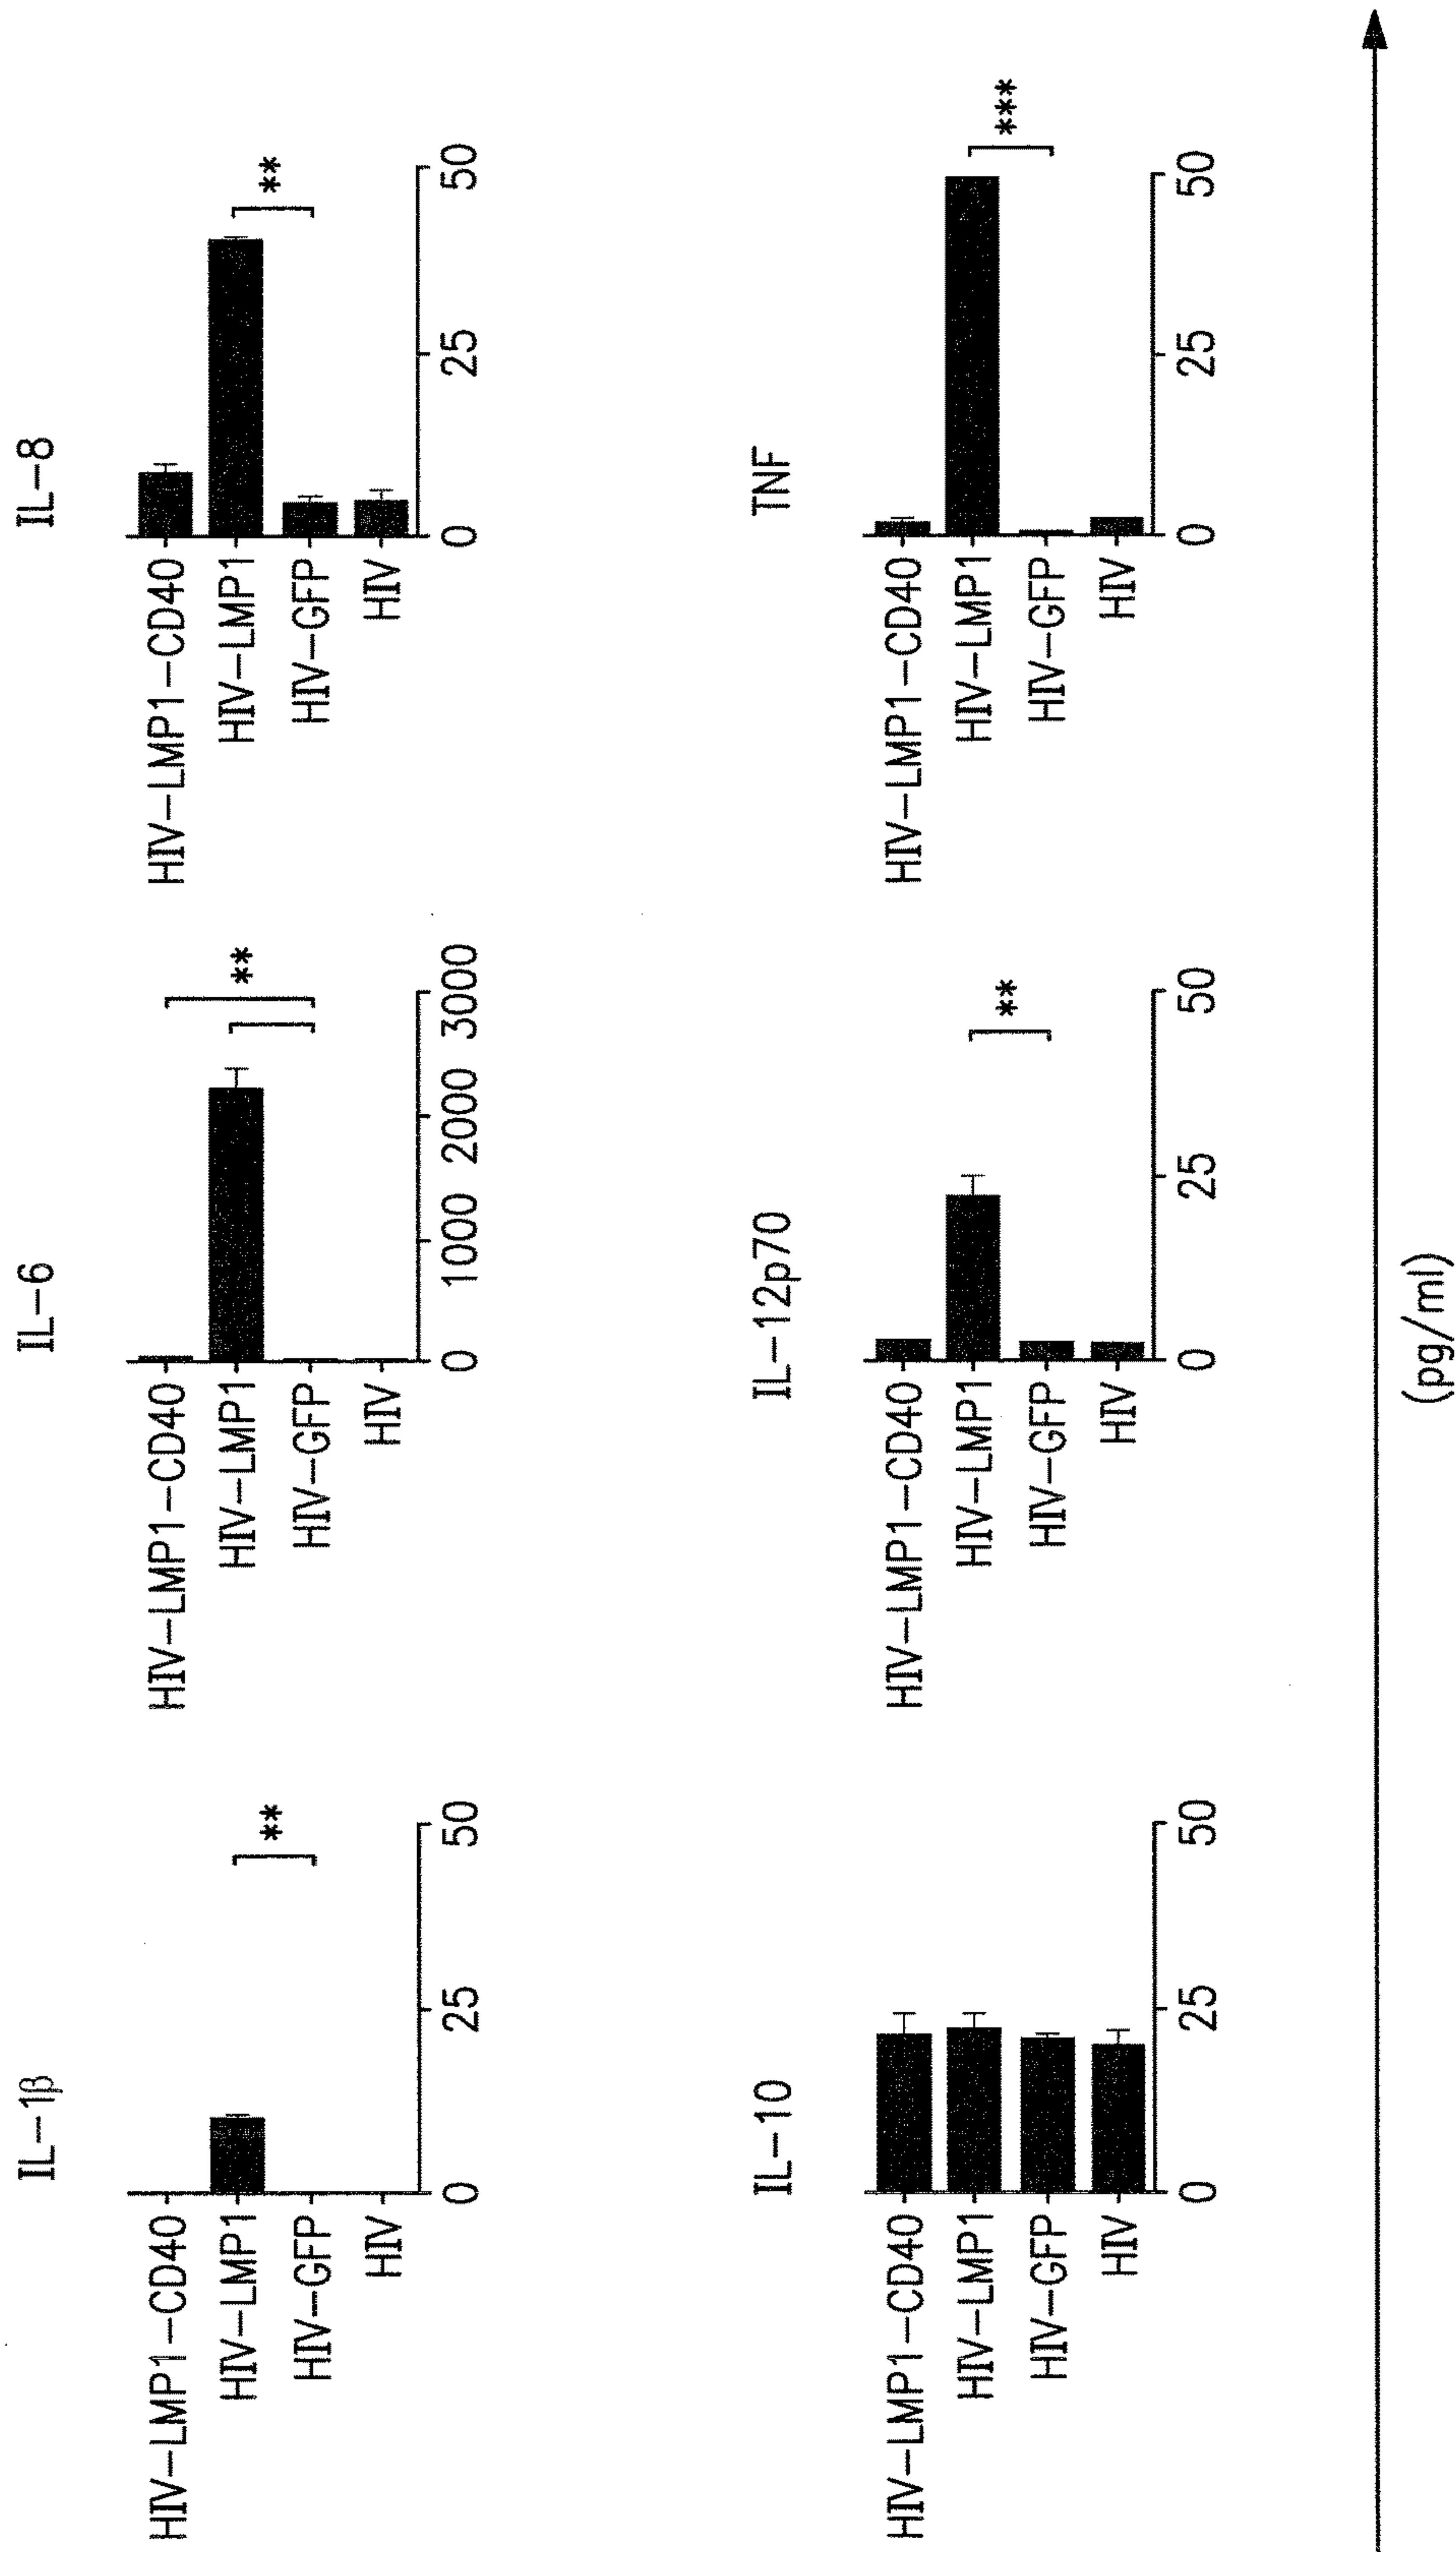 IL-1β
HIV-LMP1-CD40
HIV-LMP1
HIV-GFP
HIV
0 25 50
**
IL-6
HIV-LMP1-CD40
HIV-LMP1
HIV-GFP
HIV
0 1000 2000 3000
**
IL-8
HIV-LMP1-CD40
HIV-LMP1
HIV-GFP
HIV
0 25 50
**
IL-10
HIV-LMP1-CD40
HIV-LMP1
HIV-GFP
HIV
0 25 50
IL-12p70
HIV-LMP1-CD40
HIV-LMP1
HIV-GFP
HIV
0 25 50
**
TNF
HIV-LMP1-CD40
HIV-LMP1
HIV-GFP
HIV
0 25 50
***
(pg/ml)